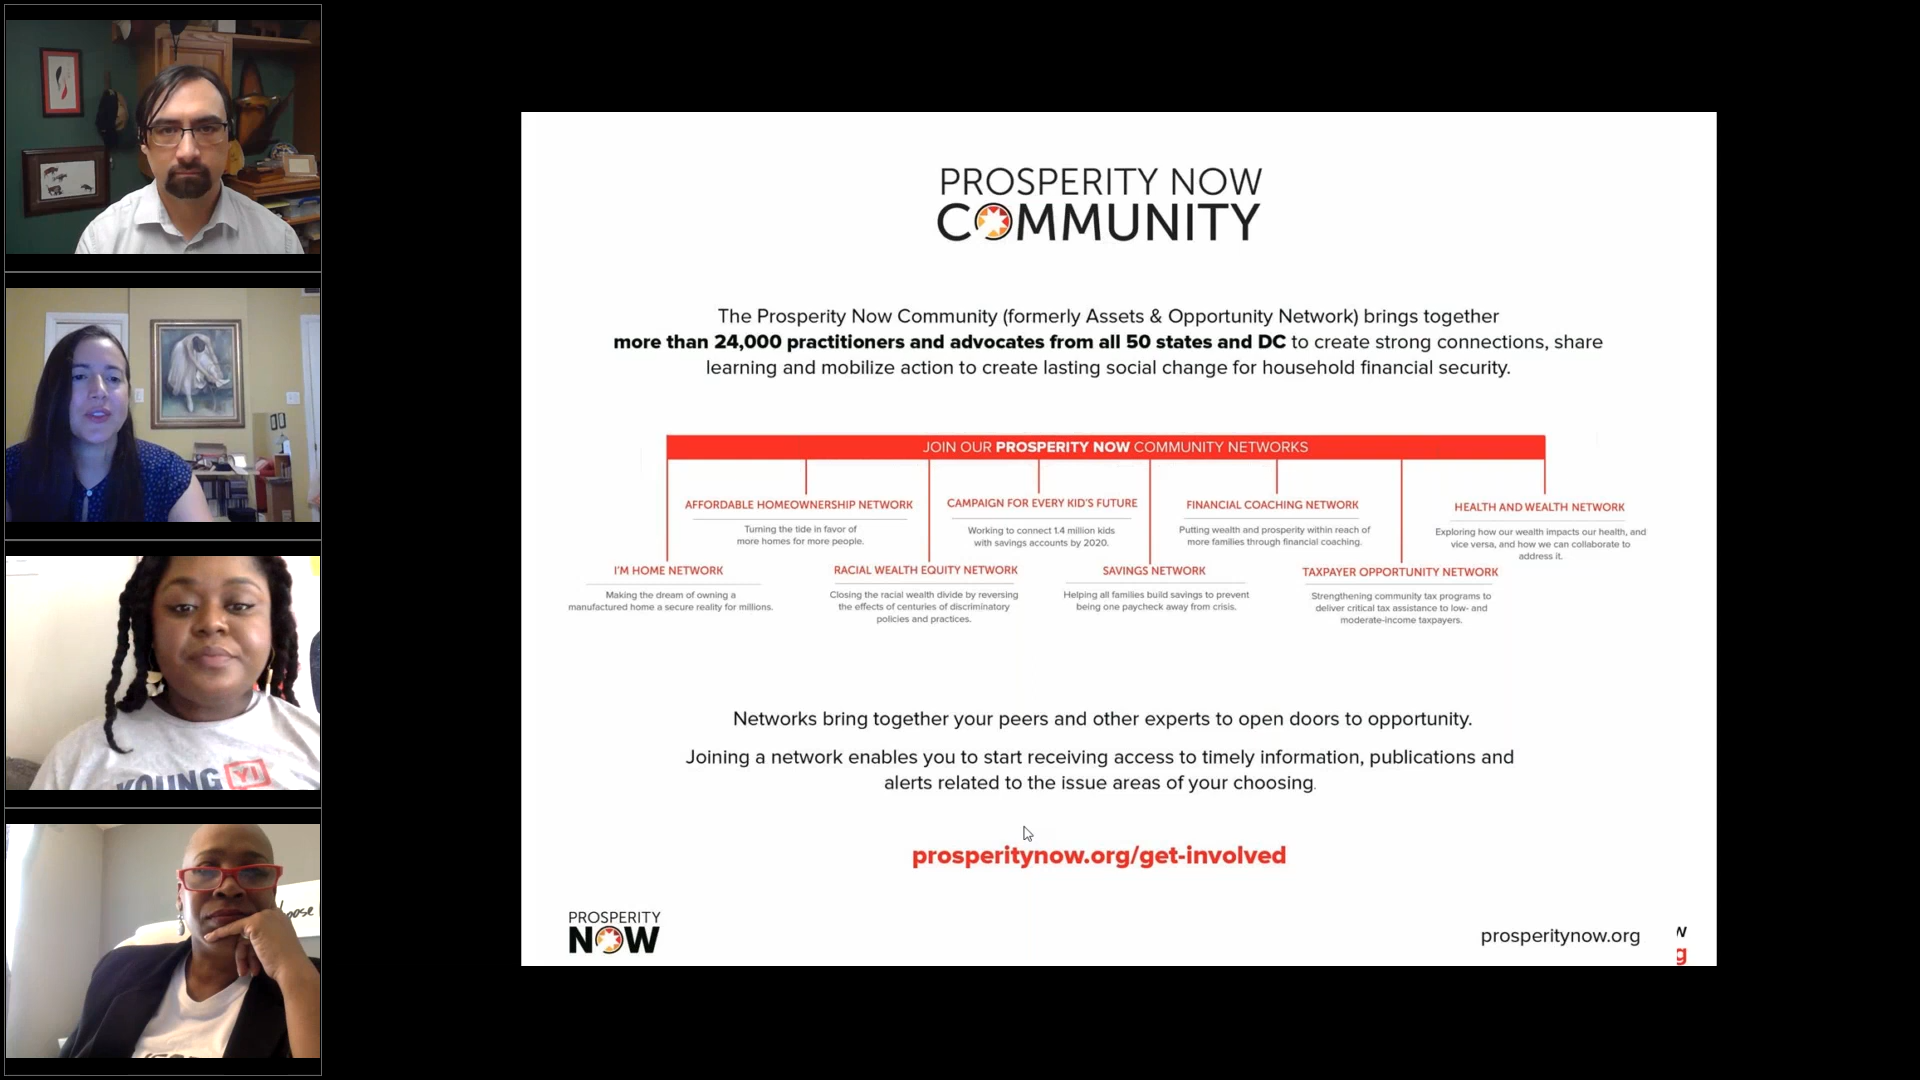 PROSPERITY NOW
COMMUNITY
The Prosperity Now Community (formerly Assets & Opportunity Network) brings together
more than 24,000 practitioners and advocates from all 50 states and DC to create strong connections, share
learning and mobilize action to create lasting social change for household financial security.
JOIN OUR PROSPERITY NOW COMMUNITY NETWORKS
AFFORDABLE HOMEOWNERSHIP NETWORK
Turning the tide in favor of
more homes for more people.
CAMPAIGN FOR EVERY KID'S FUTURE
Working to connect 1.4 million kids
with savings accounts by 2020.
FINANCIAL COACHING NETWORK
Putting wealth and prosperity within reach of
more families through financial coaching.
HEALTH AND WEALTH NETWORK
Exploring how our wealth impacts our health, and
vice versa, and how we can collaborate to
address it.
I'M HOME NETWORK
Making the dream of owning a
manufactured home a secure reality for millions.
RACIAL WEALTH EQUITY NETWORK
Closing the racial wealth divide by reversing
the effects of centuries of discriminatory
policies and practices.
SAVINGS NETWORK
Helping all families build savings to prevent
being one paycheck away from crisis.
TAXPAYER OPPORTUNITY NETWORK
Strengthening community tax programs to
deliver critical tax assistance to low- and
moderate-income taxpayers.
Networks bring together your peers and other experts to open doors to opportunity.
Joining a network enables you to start receiving access to timely information, publications and
alerts related to the issue areas of your choosing.
prosperitynow.org/get-involved
PROSPERITY
NOW
prosperitynow.org
w
g
YOUNG YI